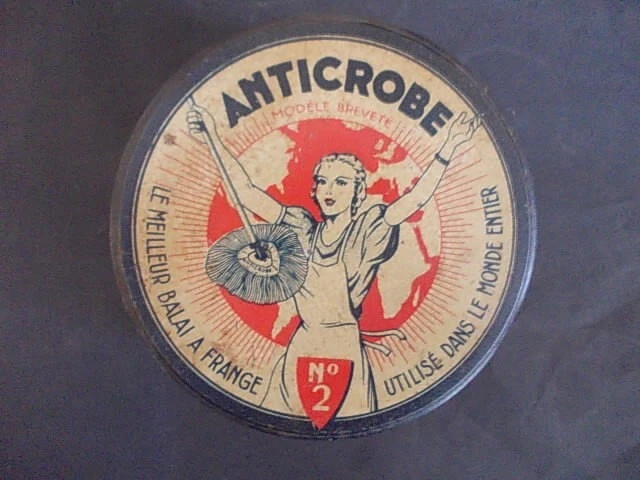 ANTICROBE
MODÈLE BREVETÉ
LE MEILLEUR BALAI A FRANGE
UTILISÉ DANS LE MONDE ENTIER
Nº
2